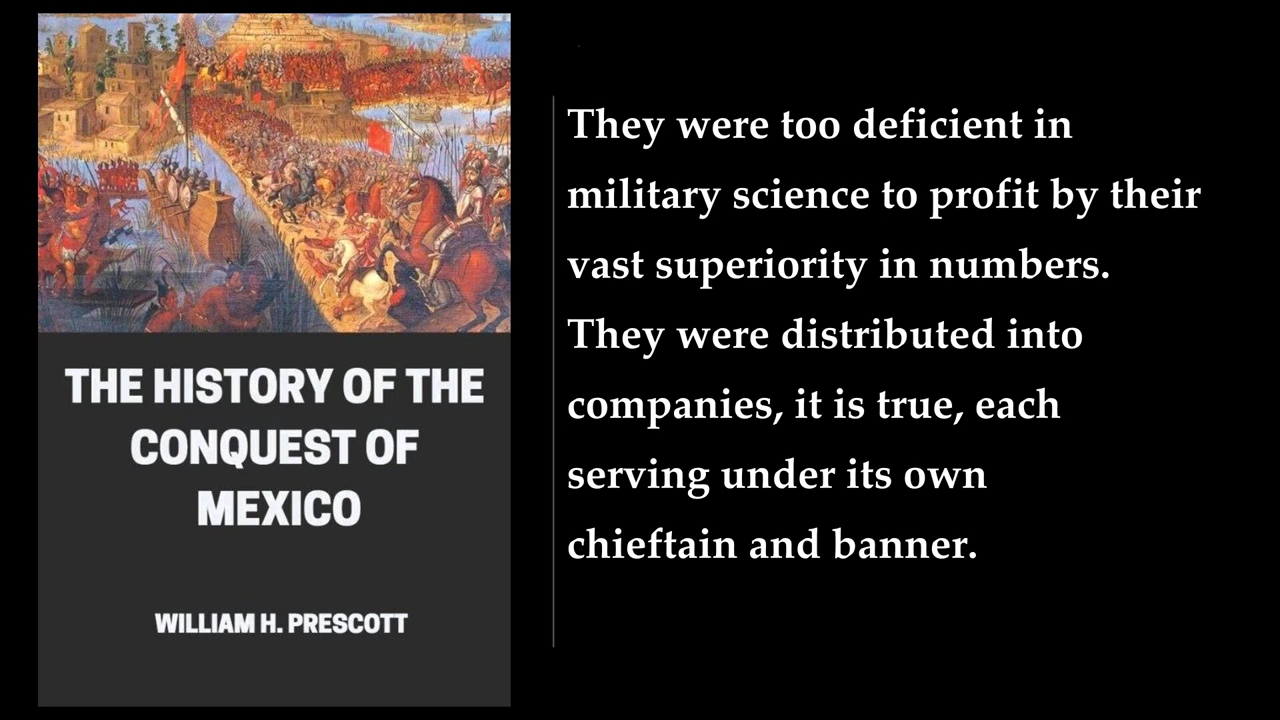 THE HISTORY OF THE
CONQUEST OF
MEXICO
WILLIAM H. PRESCOTT
They were too deficient in
military science to profit by their
vast superiority in numbers.
They were distributed into
companies, it is true, each
serving under its own
chieftain and banner.